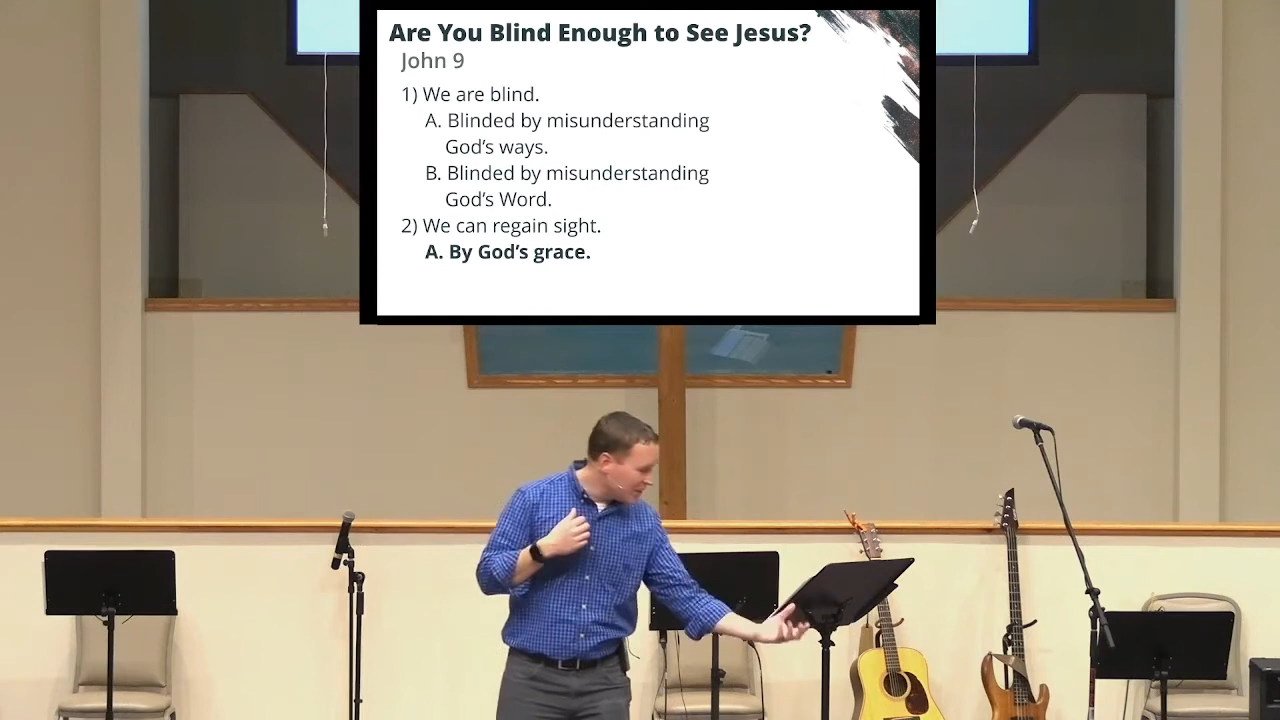 Are You Blind Enough to See Jesus?
John 9
1) We are blind.
A. Blinded by misunderstanding
God's ways.
B. Blinded by misunderstanding
God's Word.
2) We can regain sight.
A. By God's grace.